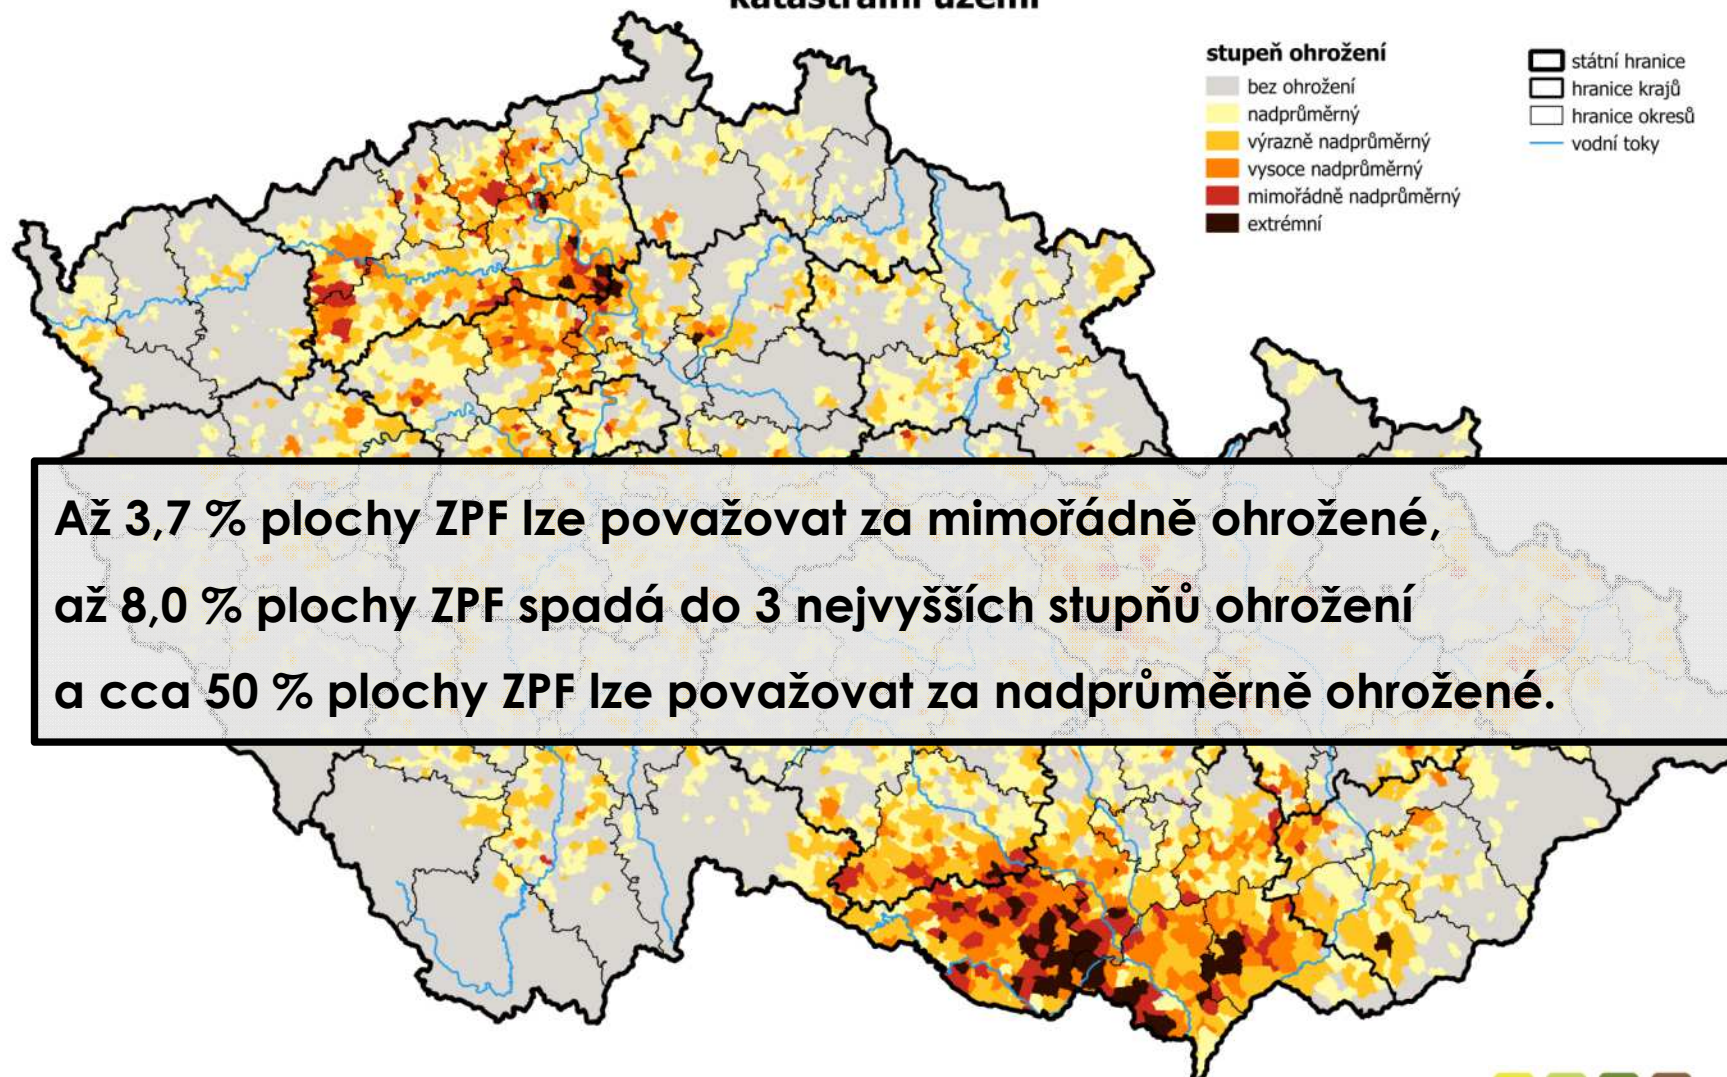 katastrální území
stupeň ohrožení
bez ohrožení
nadprůměrný
výrazně nadprůměrný
vysoce nadprůměrný
mimořádně nadprůměrný
extrémní
státní hranice
hranice krajů
hranice okresů
vodní toky
Až 3,7 % plochy ZPF lze považovat za mimořádně ohrožené,
až 8,0 % plochy ZPF spadá do 3 nejvyšších stupňů ohrožení
a cca 50 % plochy ZPF lze považovat za nadprůměrně ohrožené.